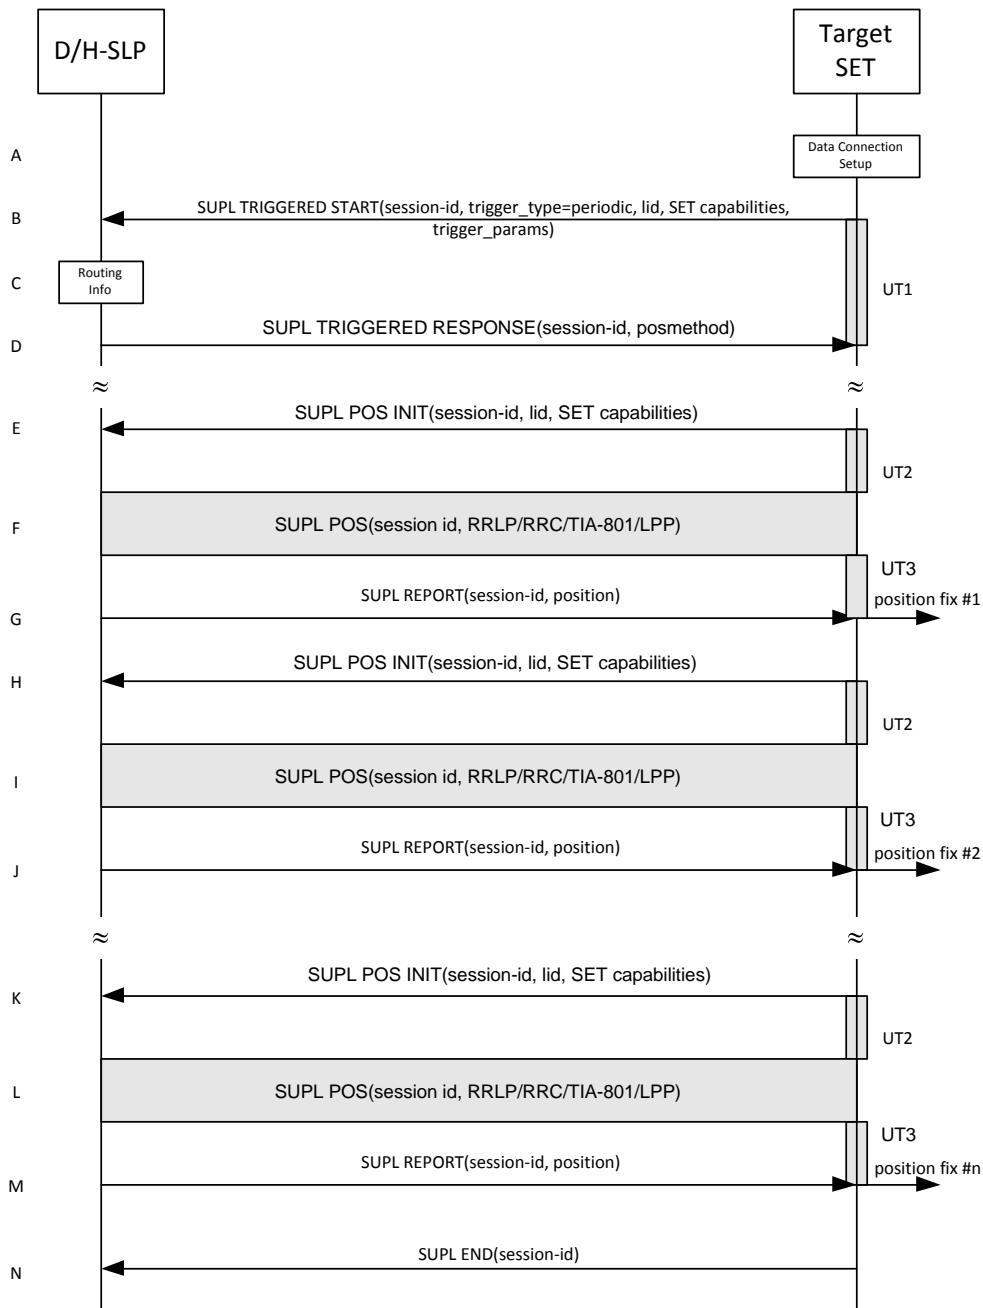 D/H-SLP
Target
SET
A
Data Connection
Setup
B
SUPL TRIGGERED START(session-id, trigger_type=periodic, lid, SET capabilities,
trigger_params)
C
Routing
Info
UT1
D
SUPL TRIGGERED RESPONSE(session-id, posmethod)
≈
≈
E
SUPL POS INIT(session-id, lid, SET capabilities)
UT2
F
SUPL POS(session id, RRLP/RRC/TIA-801/LPP)
UT3
G
SUPL REPORT(session-id, position)
position fix #1
H
SUPL POS INIT(session-id, lid, SET capabilities)
UT2
I
SUPL POS(session id, RRLP/RRC/TIA-801/LPP)
UT3
J
SUPL REPORT(session-id, position)
position fix #2
≈
≈
K
SUPL POS INIT(session-id, lid, SET capabilities)
UT2
L
SUPL POS(session id, RRLP/RRC/TIA-801/LPP)
UT3
M
SUPL REPORT(session-id, position)
position fix #n
N
SUPL END(session-id)